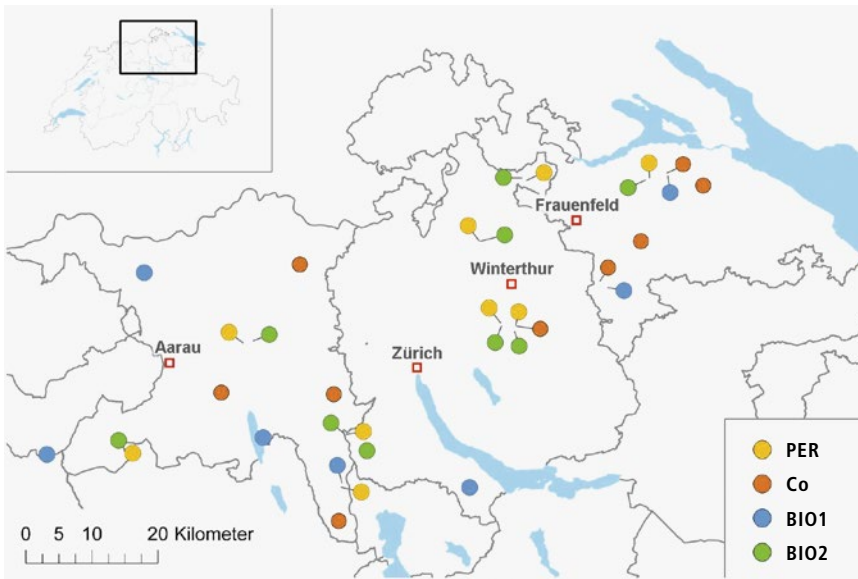 Frauenfeld
Winterthur
Aarau
Zürich
PER
Co
BIO1
BIO2
0 5 10 20 Kilometer